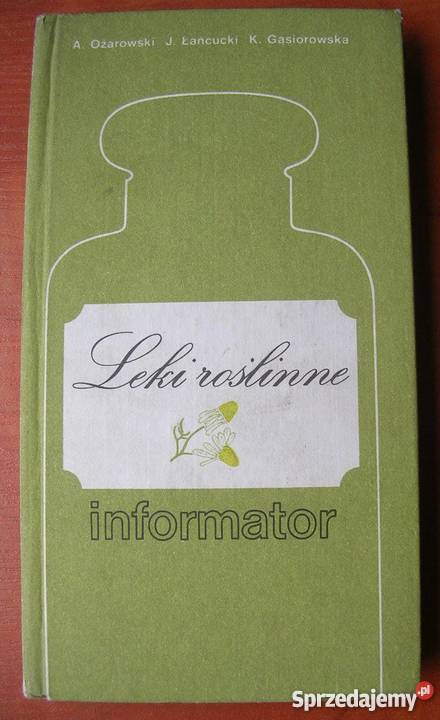 A. Ożarowski J. Łańcucki K. Gąsiorowska
Leki roślinne
informator
Sprzedajemy.pl